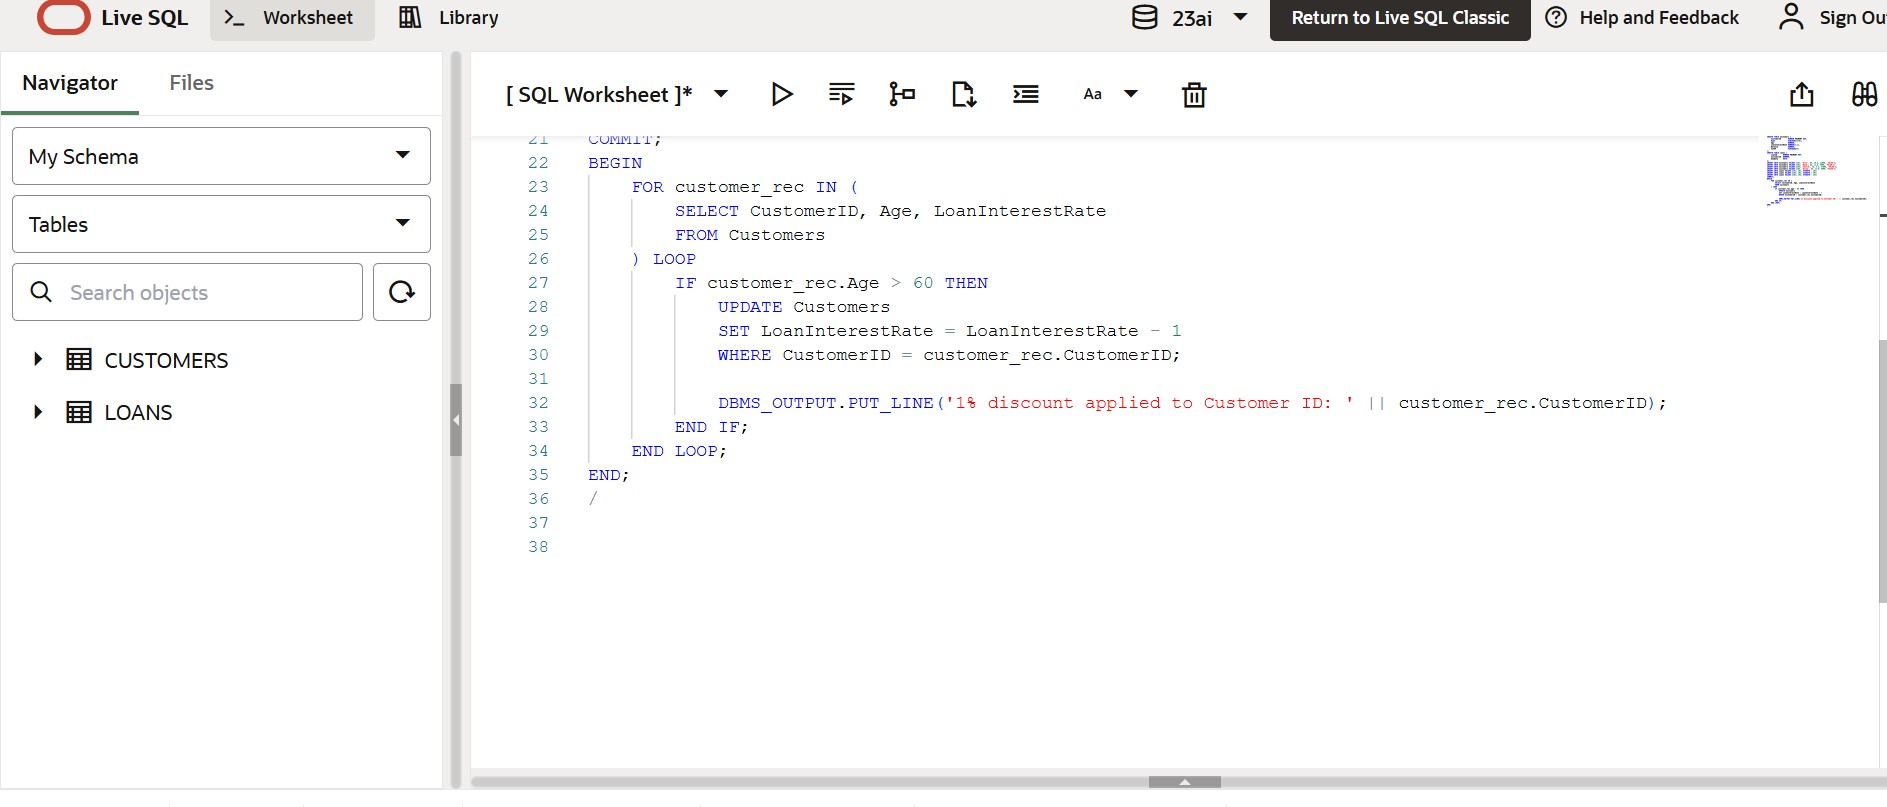 Live SQL
Worksheet
Library
23ai
Return to Live SQL Classic
Help and Feedback
Sign Ou
Navigator
Files
My Schema
Tables
Search objects
CUSTOMERS
LOANS
[ SQL Worksheet ]*
Aa
21 COMMIT;
22 BEGIN
23 FOR customer_rec IN (
24 SELECT CustomerID, Age, LoanInterestRate
25 FROM Customers
26 ) LOOP
27 IF customer_rec.Age > 60 THEN
28 UPDATE Customers
29 SET LoanInterestRate = LoanInterestRate - 1
30 WHERE CustomerID = customer_rec.CustomerID;
31
32 DBMS_OUTPUT.PUT_LINE('1% discount applied to Customer ID: ' || customer_rec.CustomerID);
33 END IF;
34 END LOOP;
35 END;
36 /
37
38